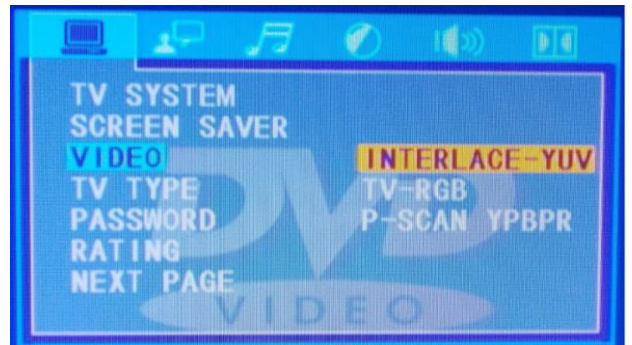 TV SYSTEM
SCREEN SAVER
VIDEO INTERLACE-YUV
TV TYPE TV-RGB
PASSWORD P-SCAN YPBPR
RATING
NEXT PAGE
DVD
VIDEO